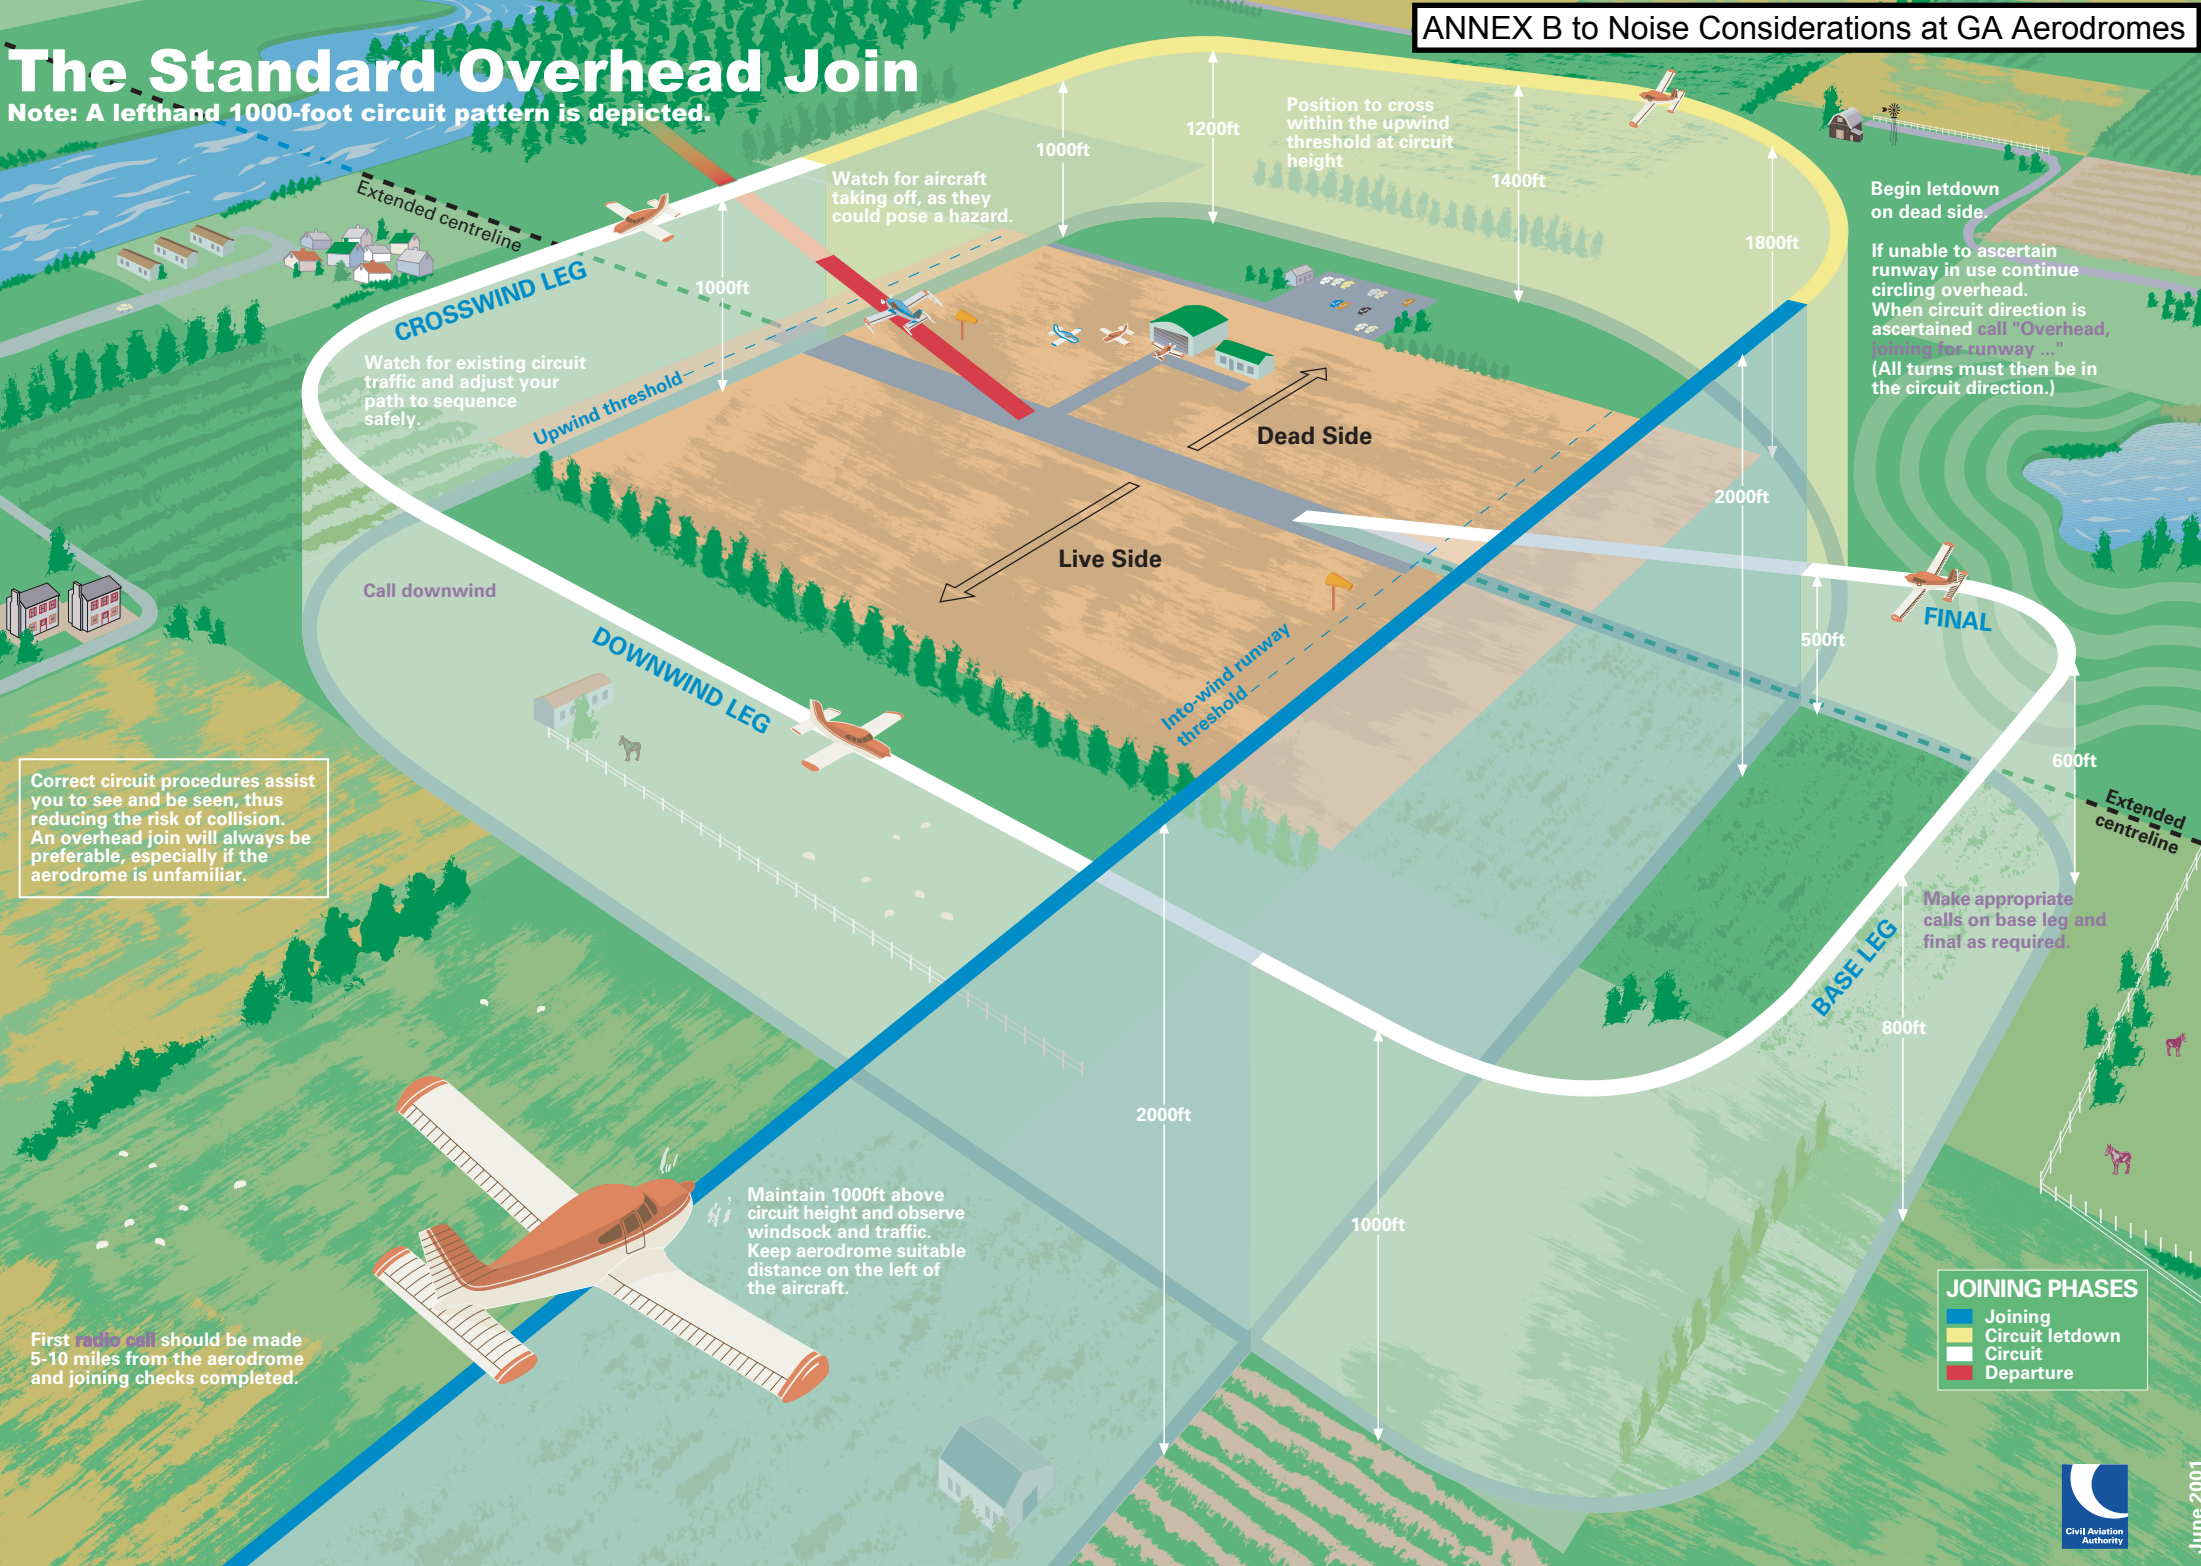 ANNEX B to Noise Considerations at GA Aerodromes
The Standard Overhead Join
Note: A lefthand 1000-foot circuit pattern is depicted.
Extended centreline
CROSSWIND LEG
1000ft
Watch for aircraft
taking off, as they
could pose a hazard.
1000ft
1200ft
Position to cross
within the upwind
threshold at circuit
height
1400ft
1800ft
Begin letdown
on dead side.
If unable to ascertain
runway in use continue
circling overhead.
When circuit direction is
ascertained call "Overhead,
joining for runway ..."
(All turns must then be in
the circuit direction.)
Watch for existing circuit
traffic and adjust your
path to sequence
safely.
Upwind threshold
Dead Side
Live Side
2000ft
Call downwind
DOWNWIND LEG
Into-wind runway
threshold
FINAL
500ft
600ft
Extended
centreline
Correct circuit procedures assist
you to see and be seen, thus
reducing the risk of collision.
An overhead join will always be
preferable, especially if the
aerodrome is unfamiliar.
Make appropriate
calls on base leg and
final as required.
BASE LEG
800ft
2000ft
1000ft
Maintain 1000ft above
circuit height and observe
windsock and traffic.
Keep aerodrome suitable
distance on the left of
the aircraft.
First radio call should be made
5-10 miles from the aerodrome
and joining checks completed.
JOINING PHASES
Joining
Circuit letdown
Circuit
Departure
Civil Aviation
Authority
June 2001